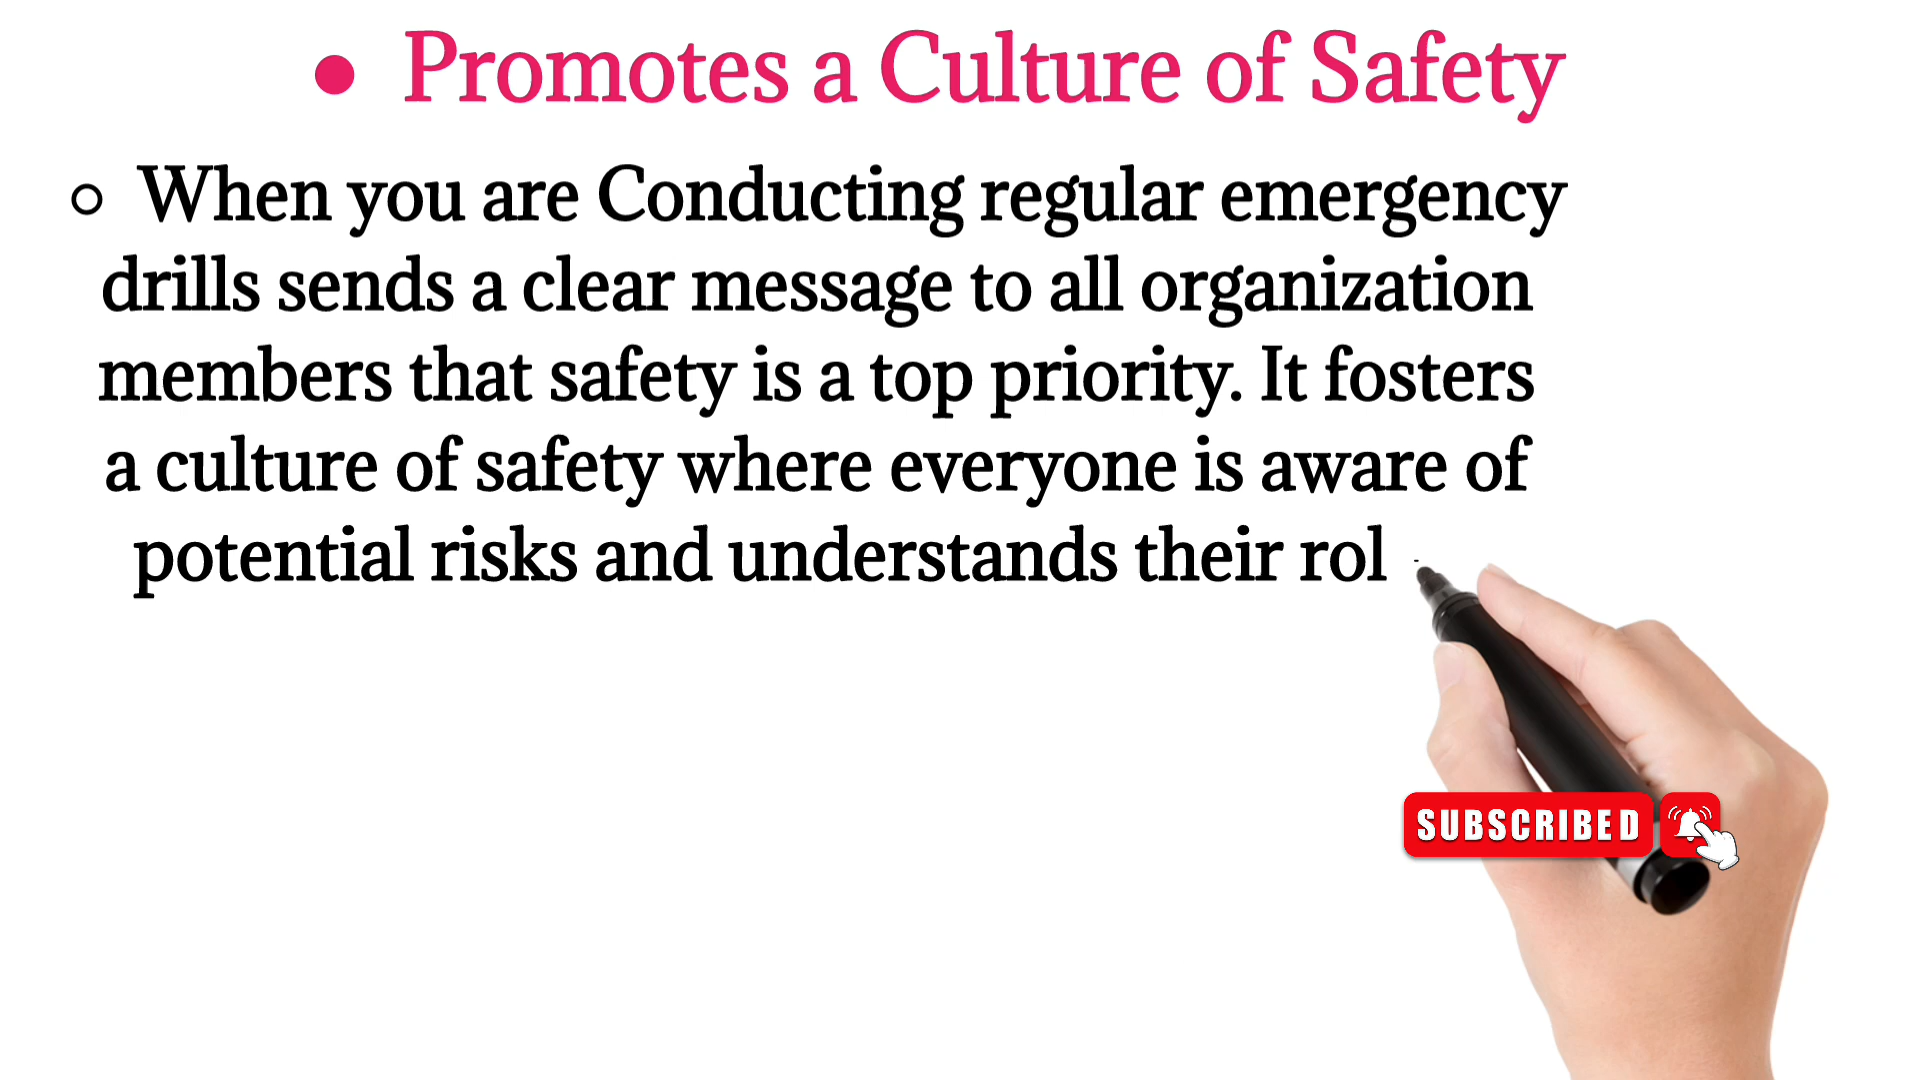 ● Promotes a Culture of Safety
○ When you are Conducting regular emergency
drills sends a clear message to all organization
members that safety is a top priority. It fosters
a culture of safety where everyone is aware of
potential risks and understands their rol
SUBSCRIBED